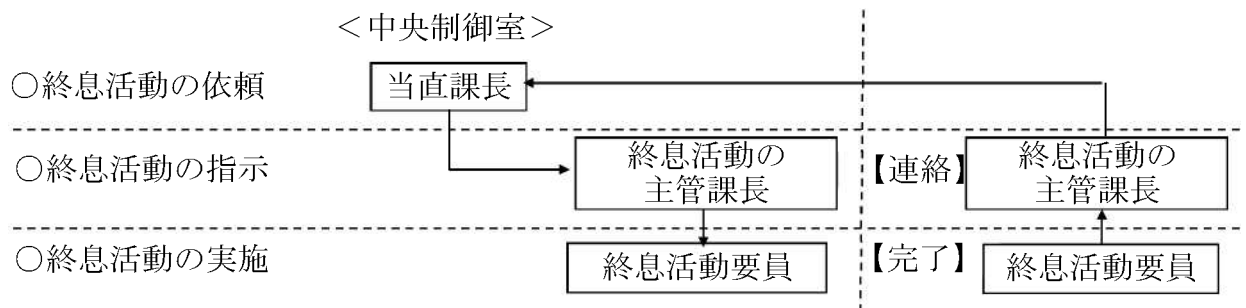 ＜中央制御室＞
○終息活動の依頼
当直課長
○終息活動の指示
終息活動の
主管課長
【連絡】
終息活動の
主管課長
○終息活動の実施
終息活動要員
【完了】
終息活動要員